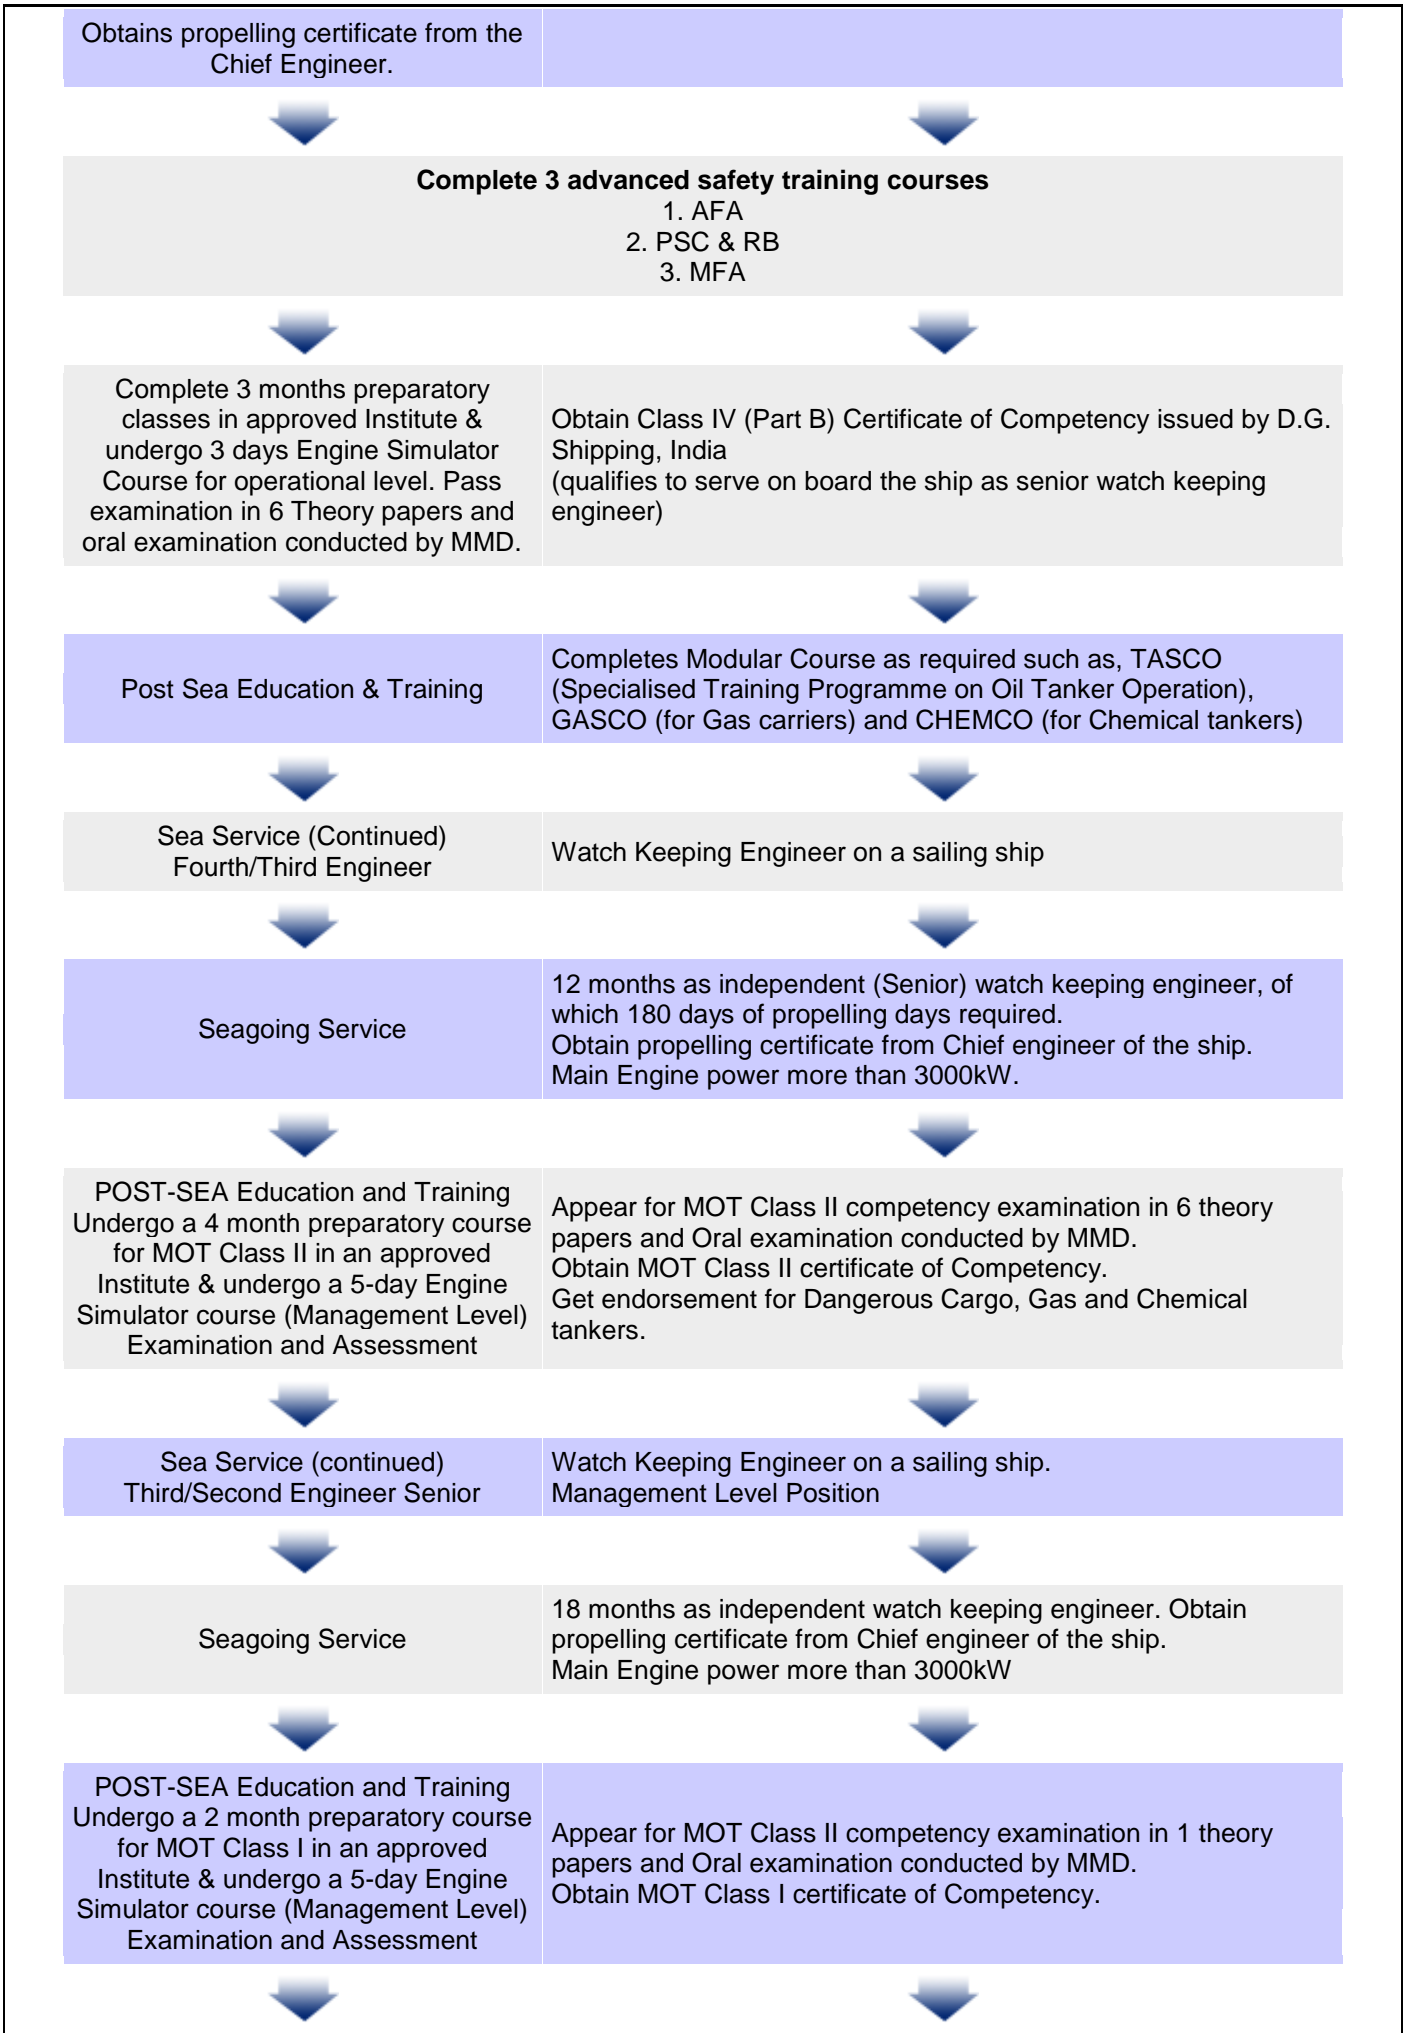 Obtains propelling certificate from the
Chief Engineer.
Complete 3 advanced safety training courses
1. AFA
2. PSC & RB
3. MFA
Complete 3 months preparatory
classes in approved Institute &
undergo 3 days Engine Simulator
Course for operational level. Pass
examination in 6 Theory papers and
oral examination conducted by MMD.
Obtain Class IV (Part B) Certificate of Competency issued by D.G.
Shipping, India
(qualifies to serve on board the ship as senior watch keeping
engineer)
Post Sea Education & Training
Completes Modular Course as required such as, TASCO
(Specialised Training Programme on Oil Tanker Operation),
GASCO (for Gas carriers) and CHEMCO (for Chemical tankers)
Sea Service (Continued)
Fourth/Third Engineer
Watch Keeping Engineer on a sailing ship
Seagoing Service
12 months as independent (Senior) watch keeping engineer, of
which 180 days of propelling days required.
Obtain propelling certificate from Chief engineer of the ship.
Main Engine power more than 3000kW.
POST-SEA Education and Training
Undergo a 4 month preparatory course
for MOT Class II in an approved
Institute & undergo a 5-day Engine
Simulator course (Management Level)
Examination and Assessment
Appear for MOT Class II competency examination in 6 theory
papers and Oral examination conducted by MMD.
Obtain MOT Class II certificate of Competency.
Get endorsement for Dangerous Cargo, Gas and Chemical
tankers.
Sea Service (continued)
Third/Second Engineer Senior
Watch Keeping Engineer on a sailing ship.
Management Level Position
Seagoing Service
18 months as independent watch keeping engineer. Obtain
propelling certificate from Chief engineer of the ship.
Main Engine power more than 3000kW
POST-SEA Education and Training
Undergo a 2 month preparatory course
for MOT Class I in an approved
Institute & undergo a 5-day Engine
Simulator course (Management Level)
Examination and Assessment
Appear for MOT Class II competency examination in 1 theory
papers and Oral examination conducted by MMD.
Obtain MOT Class I certificate of Competency.